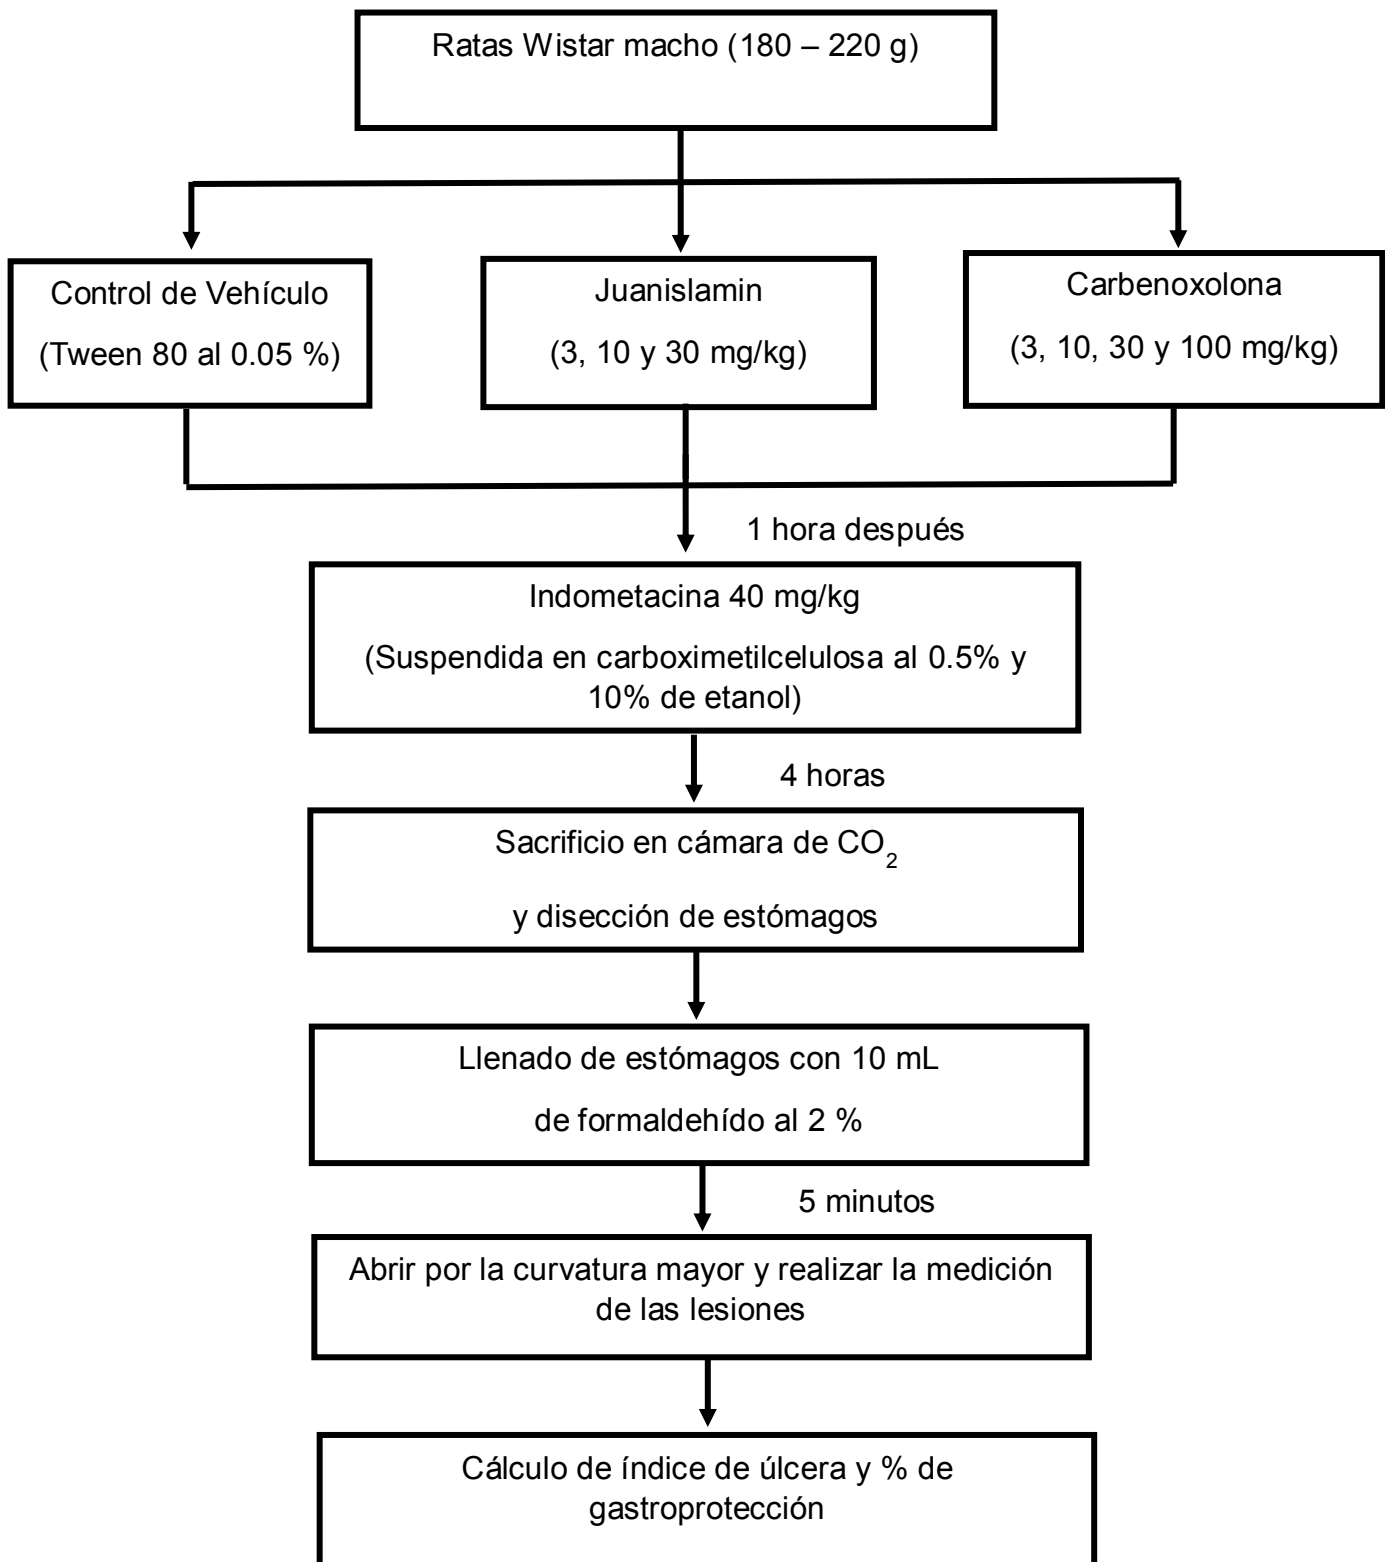 Ratas Wistar macho (180 – 220 g)
Control de Vehículo
(Tween 80 al 0.05 %)
Juanislamin
(3, 10 y 30 mg/kg)
Carbenoxolona
(3, 10, 30 y 100 mg/kg)
1 hora después
Indometacina 40 mg/kg
(Suspendida en carboximetilcelulosa al 0.5% y
10% de etanol)
4 horas
Sacrificio en cámara de CO2
y disección de estómagos
Llenado de estómagos con 10 mL
de formaldehído al 2 %
5 minutos
Abrir por la curvatura mayor y realizar la medición
de las lesiones
Cálculo de índice de úlcera y % de
gastroprotección